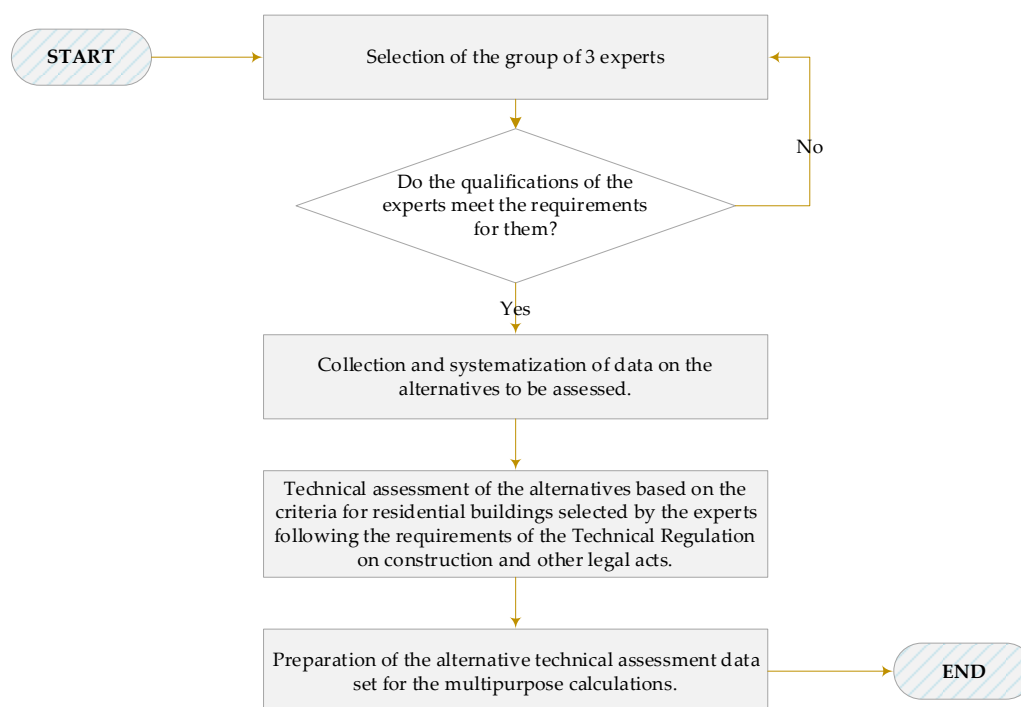 START
Selection of the group of 3 experts
No
Do the qualifications of the
experts meet the requirements
for them?
Yes
Collection and systematization of data on the
alternatives to be assessed.
Technical assessment of the alternatives based on the
criteria for residential buildings selected by the experts
following the requirements of the Technical Regulation
on construction and other legal acts.
Preparation of the alternative technical assessment data
set for the multipurpose calculations.
END